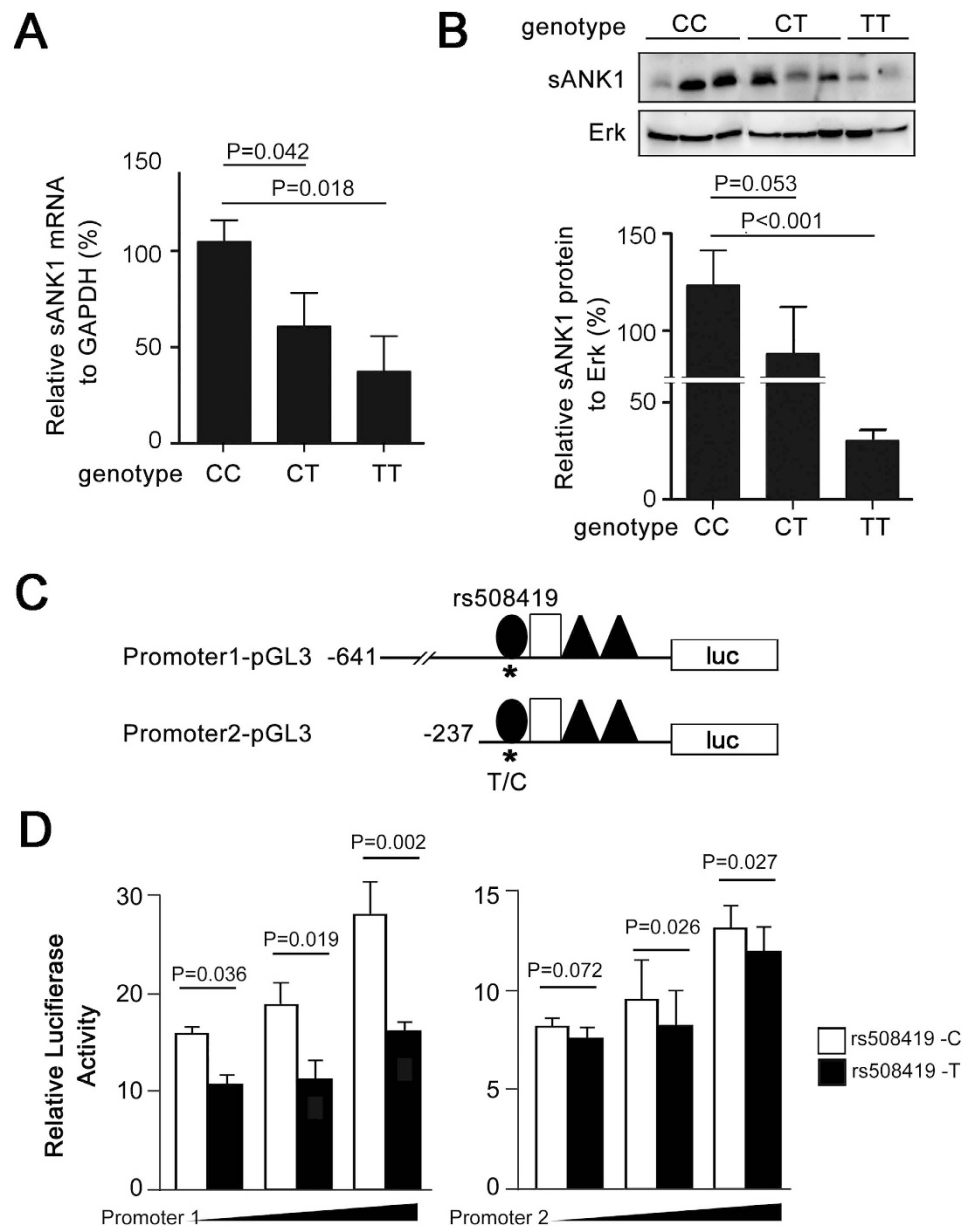 A
150
100
50
0
Relative sANK1 mRNA
to GAPDH (%)
P=0.042
P=0.018
genotype CC CT TT
B
genotype CC CT TT
sANK1
Erk
P=0.053
P<0.001
150
100
50
0
Relative sANK1 protein
to Erk (%)
genotype CC CT TT
C
rs508419
Promoter1-pGL3 -641 luc
*
Promoter2-pGL3 -237 luc
*
T/C
D
Relative Lucifierase
Activity
30
20
10
0
P=0.036
P=0.019
P=0.002
Promoter 1
15
10
5
0
P=0.072
P=0.026
P=0.027
Promoter 2
rs508419 -C
rs508419 -T